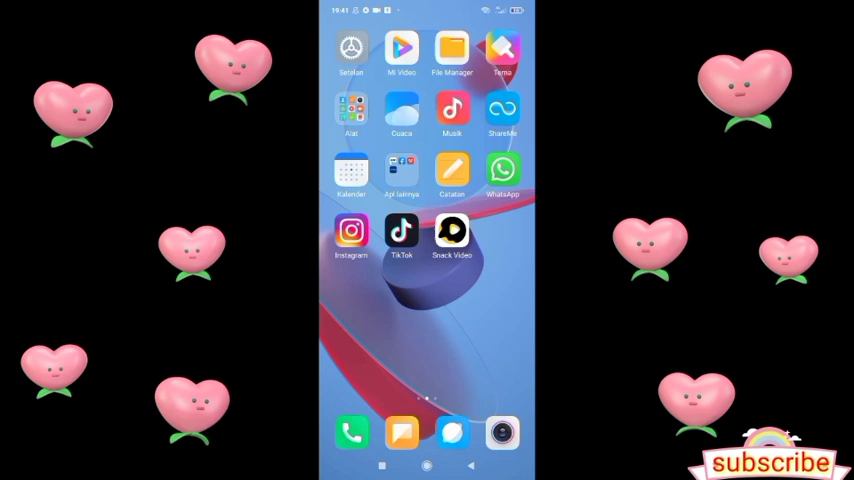 19.41
Setelan
Mi Video
File Manager
Tema
Alat
Cuaca
Musik
ShareMe
Kalender
Apl lainnya
Catatan
WhatsApp
Instagram
TikTok
Snack Video
subscribe